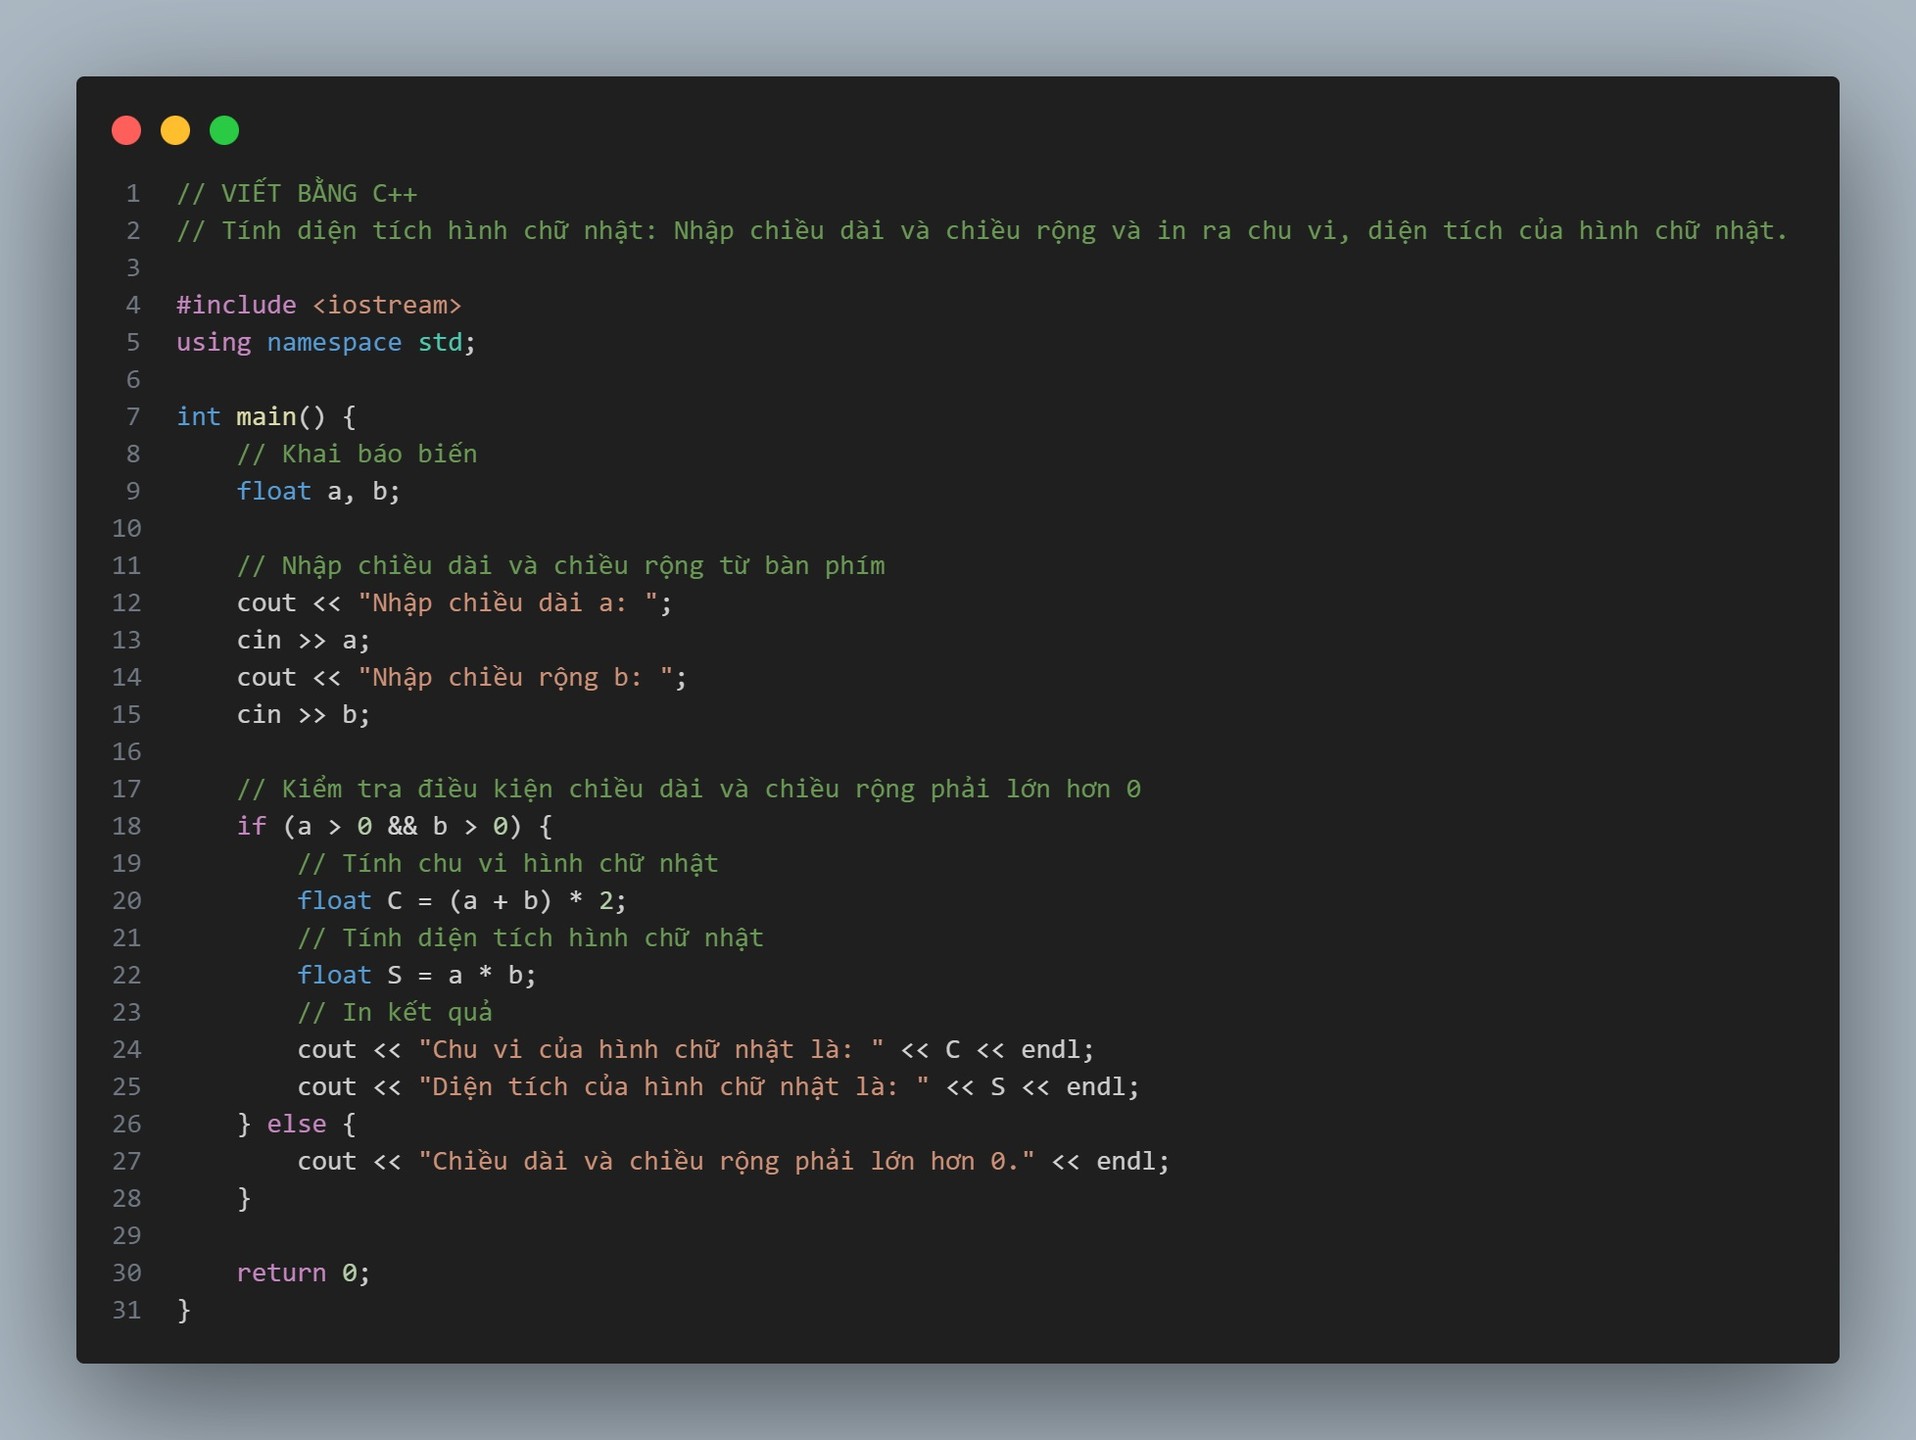 1 // VIẾT BẰNG C++
2 // Tính diện tích hình chữ nhật: Nhập chiều dài và chiều rộng và in ra chu vi, diện tích của hình chữ nhật.
3
4 #include <iostream>
5 using namespace std;
6
7 int main() {
8     // Khai báo biến
9     float a, b;
10
11     // Nhập chiều dài và chiều rộng từ bàn phím
12     cout << "Nhập chiều dài a: ";
13     cin >> a;
14     cout << "Nhập chiều rộng b: ";
15     cin >> b;
16
17     // Kiểm tra điều kiện chiều dài và chiều rộng phải lớn hơn 0
18     if (a > 0 && b > 0) {
19         // Tính chu vi hình chữ nhật
20         float C = (a + b) * 2;
21         // Tính diện tích hình chữ nhật
22         float S = a * b;
23         // In kết quả
24         cout << "Chu vi của hình chữ nhật là: " << C << endl;
25         cout << "Diện tích của hình chữ nhật là: " << S << endl;
26     } else {
27         cout << "Chiều dài và chiều rộng phải lớn hơn 0." << endl;
28     }
29
30     return 0;
31 }